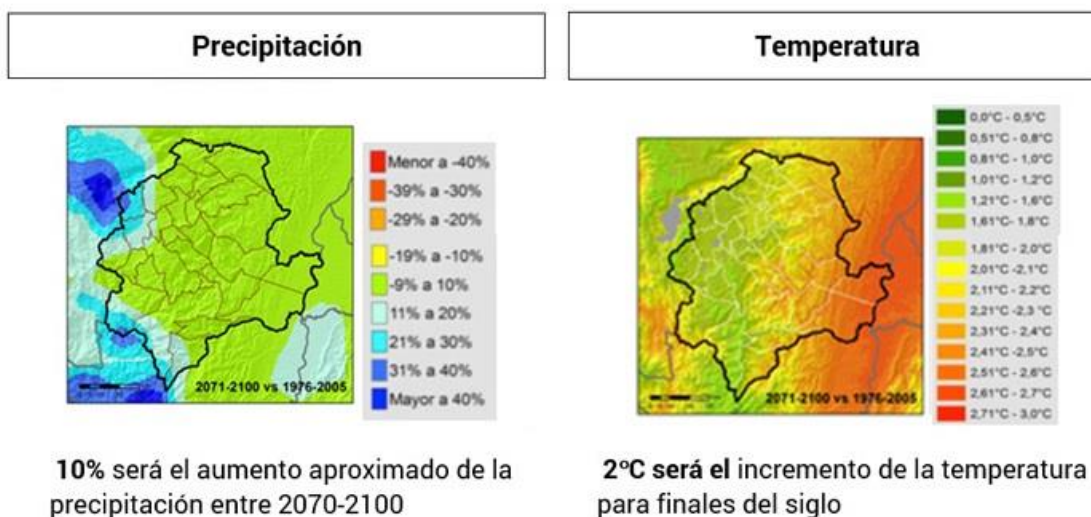 Precipitación
Menor a -40%
-39% a -30%
-29% a -20%
-19% a -10%
-9% a 10%
11% a 20%
21% a 30%
31% a 40%
Mayor a 40%
2071-2100 vs 1976-2005
10% será el aumento aproximado de la
precipitación entre 2070-2100
Temperatura
0,0°C - 0,5°C
0,51°C - 0,8°C
0,81°C - 1,0°C
1,01°C - 1,2°C
1,21°C - 1,6°C
1,61°C - 1,8°C
1,81°C - 2,0°C
2,01°C -2,1°C
2,11°C - 2,2°C
2,21°C -2,3 °C
2,31°C - 2,4°C
2,41°C -2,5°C
2,51°C - 2,6°C
2,61°C - 2,7°C
2,71°C - 3,0°C
2071-2100 vs 1976-2005
2°C será el incremento de la temperatura
para finales del siglo